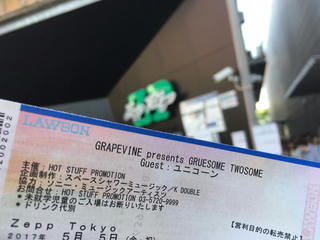 Zepp
LAWSON
GRAPEVINE presents GRUESOME TWOSOME
Guest：ユニコーン
主催：HOT STUFF PROMOTION
企画制作：スペースシャワーミュージック/K DOUBLE
協力：ソニー・ミュージックアーティスツ
お問合せ：HOT STUFF PROMOTION 03-5720-9999
*未就学児童のご入場はお断りいたします
*ドリンク代別
【営利目的の転売禁止】
Zepp Tokyo
2017年 5月 5日(金・祝)